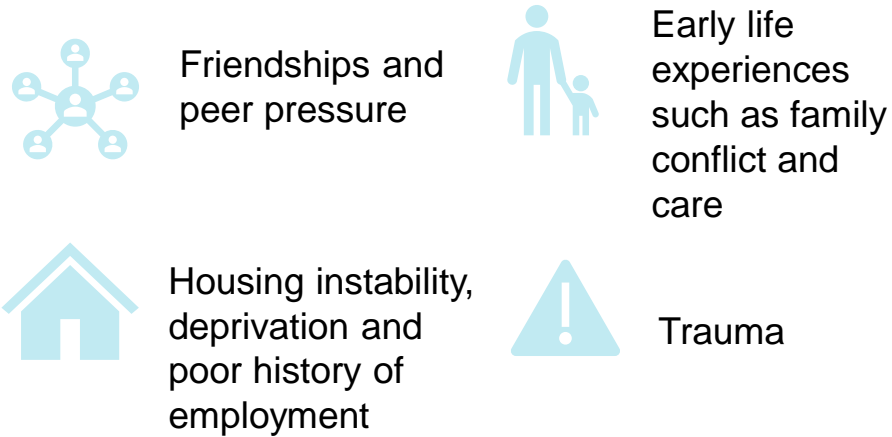 Friendships and
peer pressure
Early life
experiences
such as family
conflict and
care
Housing instability,
deprivation and
poor history of
employment
Trauma